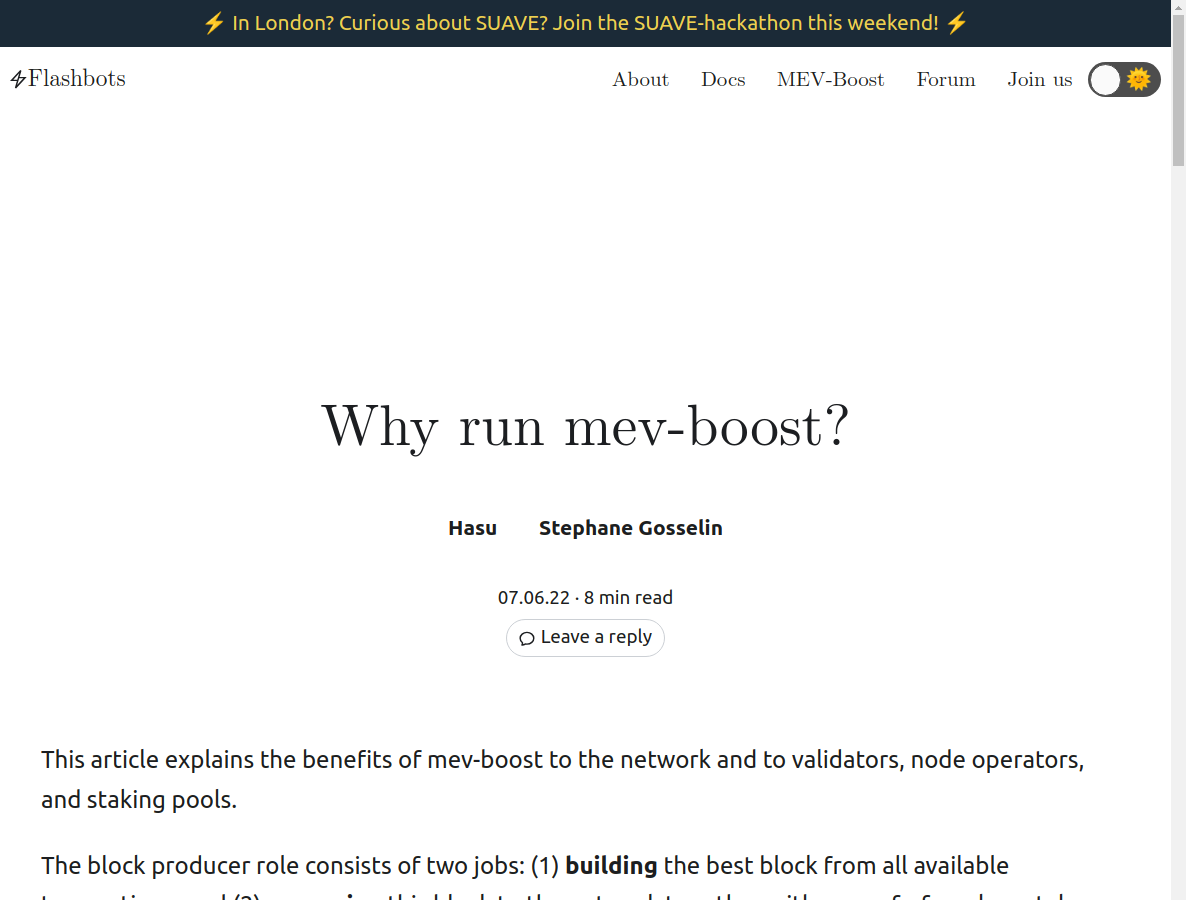 ⚡ In London? Curious about SUAVE? Join the SUAVE-hackathon this weekend! ⚡
Flashbots About Docs MEV-Boost Forum Join us
Why run mev-boost?
Hasu Stephane Gosselin
07.06.22 · 8 min read
Leave a reply
This article explains the benefits of mev-boost to the network and to validators, node operators,
and staking pools.
The block producer role consists of two jobs: (1) building the best block from all available